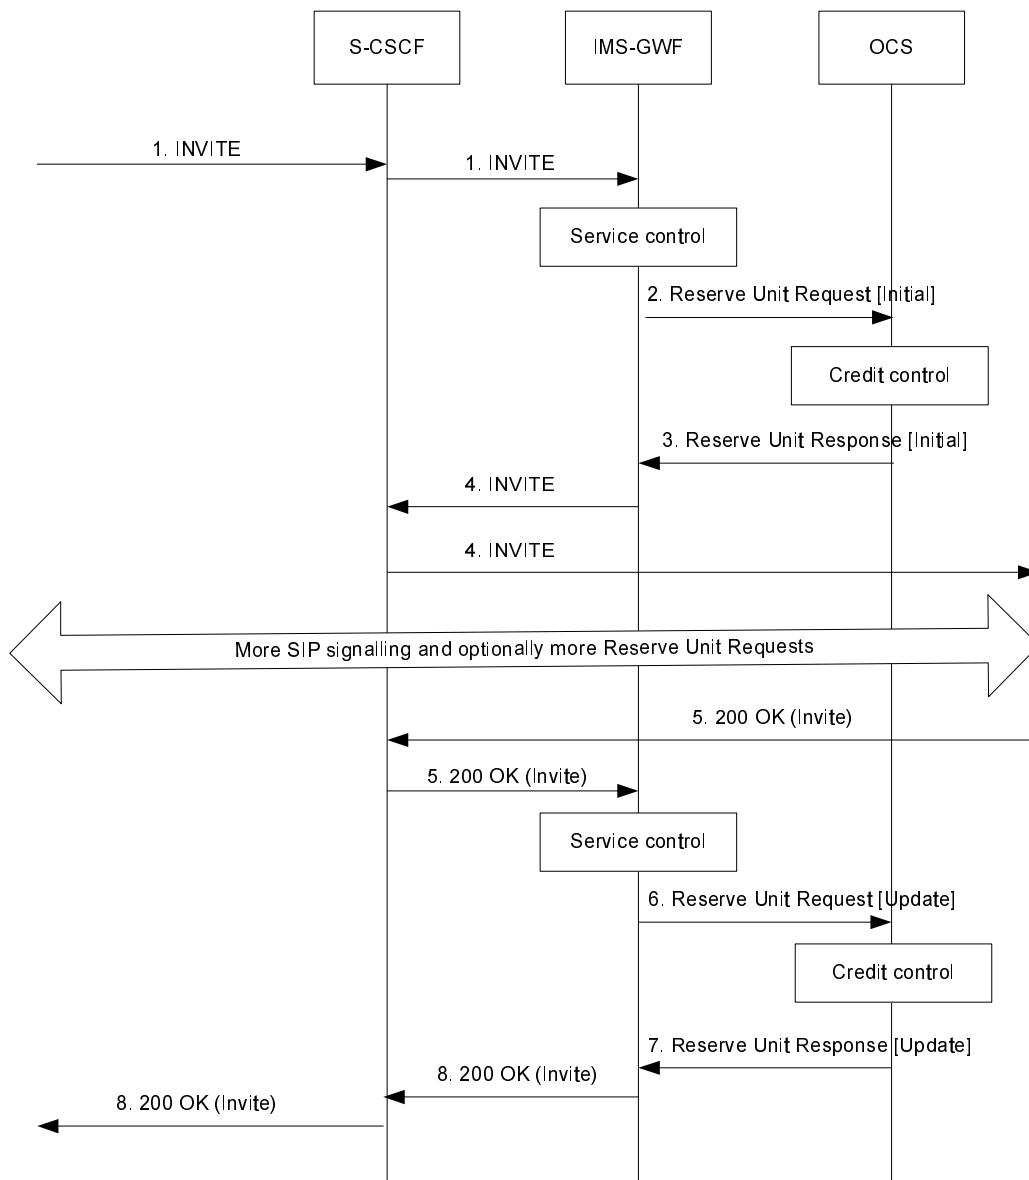 S-CSCF
IMS-GWF
OCS
1. INVITE
1. INVITE
Service control
2. Reserve Unit Request [Initial]
Credit control
3. Reserve Unit Response [Initial]
4. INVITE
4. INVITE
More SIP signalling and optionally more Reserve Unit Requests
5. 200 OK (Invite)
5. 200 OK (Invite)
Service control
6. Reserve Unit Request [Update]
Credit control
7. Reserve Unit Response [Update]
8. 200 OK (Invite)
8. 200 OK (Invite)